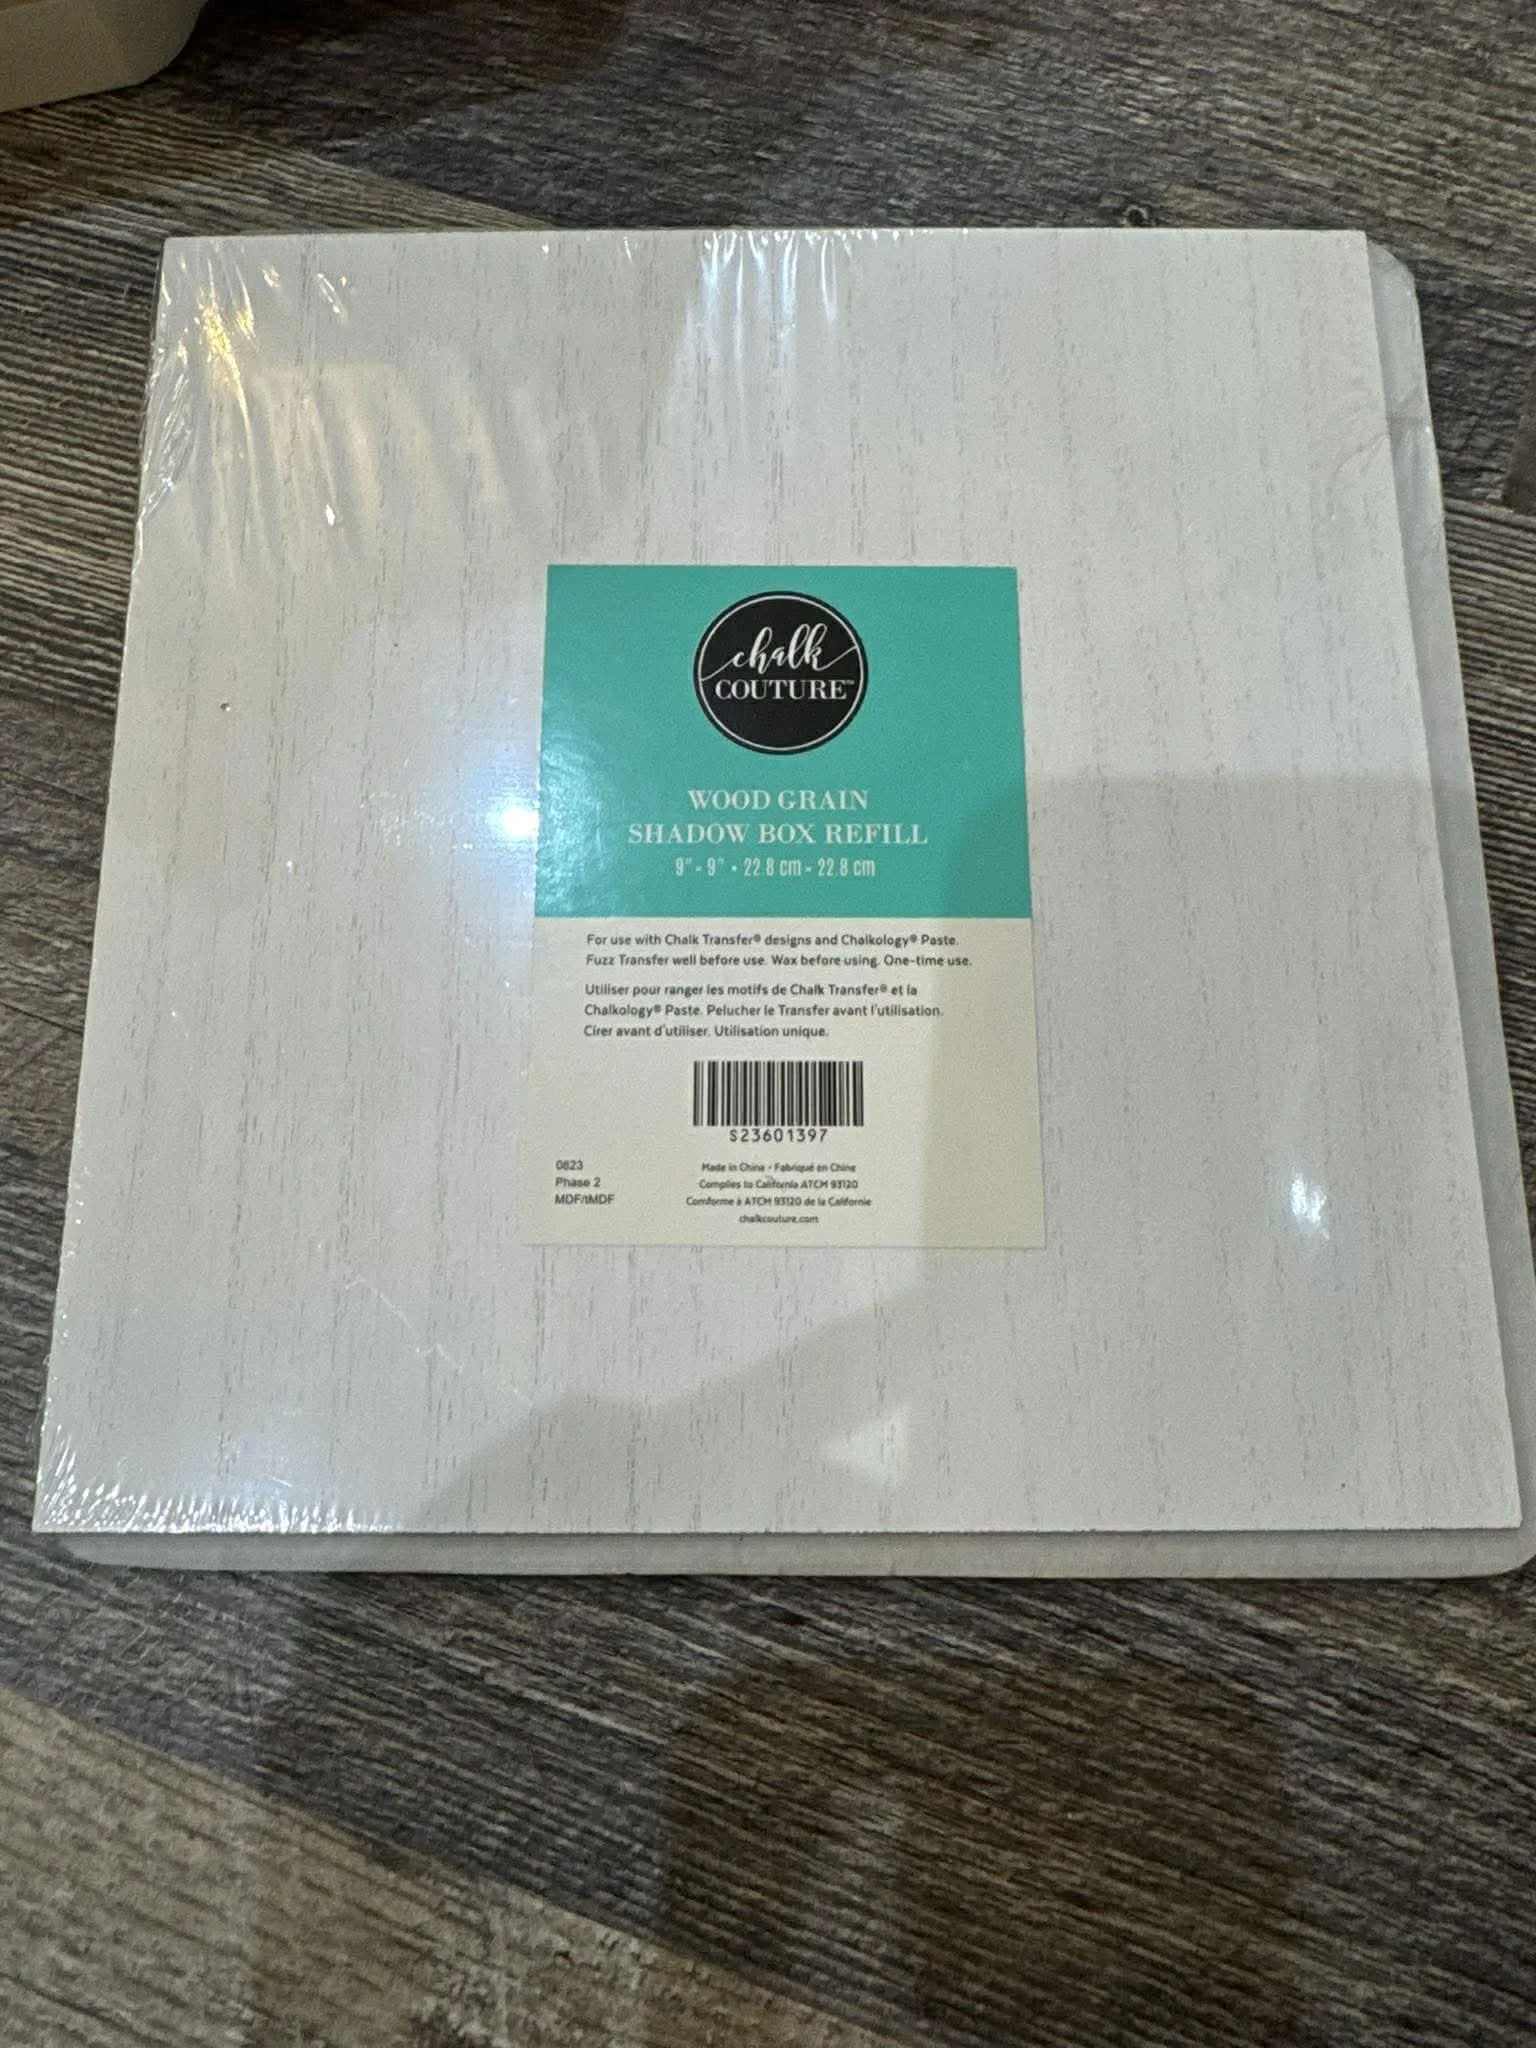 chalk
COUTURE™
WOOD GRAIN
SHADOW BOX REFILL
9" × 9" • 22.8 cm × 22.8 cm
For use with Chalk Transfer® designs and Chalkology® Paste.
Fuzz Transfer well before use. Wax before using. One-time use.
Utiliser pour ranger les motifs de Chalk Transfer® et la
Chalkology® Paste. Pelucher le Transfer avant l'utilisation.
Cirer avant d'utiliser. Utilisation unique.
S23601397
0823
Phase 2
MDF/tMDF
Made in China • Fabriqué en Chine
Complies to California ATCM 93120
Comforme à ATCM 93120 de la Californie
chalkcouture.com